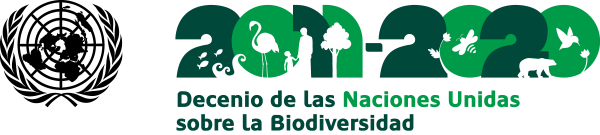 2011-2020
Decenio de las Naciones Unidas
sobre la Biodiversidad